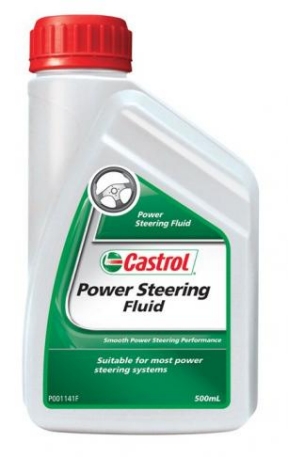 Power
Steering Fluid
Castrol
Power Steering
Fluid
Smooth Power Steering Performance
Suitable for most power
steering systems
P001141F 500mL